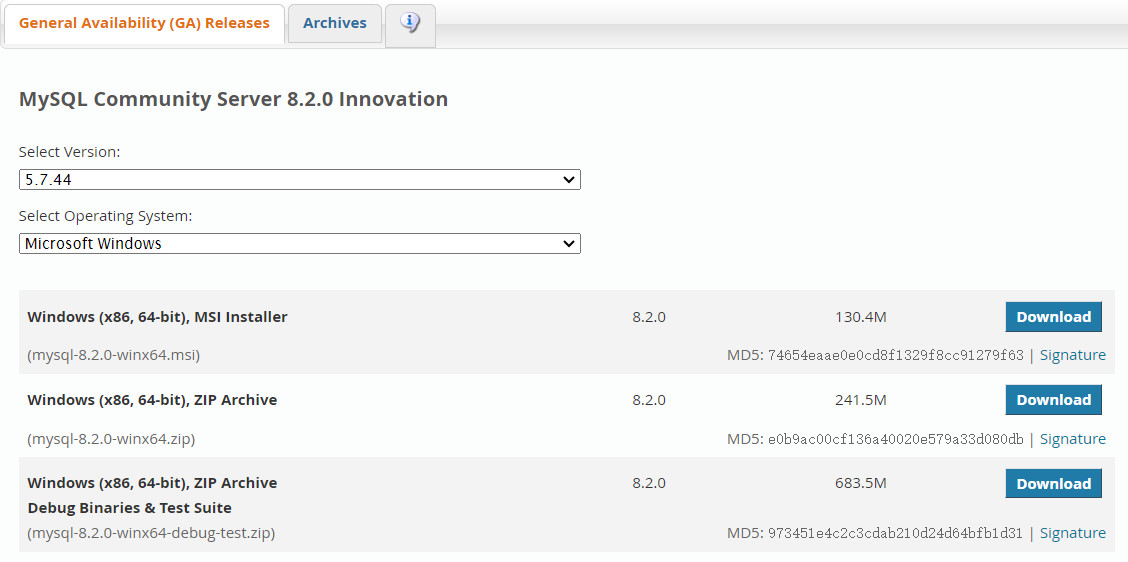 General Availability (GA) Releases
Archives
MySQL Community Server 8.2.0 Innovation
Select Version:
5.7.44
Select Operating System:
Microsoft Windows
Windows (x86, 64-bit), MSI Installer 8.2.0 130.4M Download
(mysql-8.2.0-winx64.msi) MD5: 74654eaae0e0cd8f1329f8cc91279f63 | Signature
Windows (x86, 64-bit), ZIP Archive 8.2.0 241.5M Download
(mysql-8.2.0-winx64.zip) MD5: e0b9ac00cf136a40020e579a33d080db | Signature
Windows (x86, 64-bit), ZIP Archive 8.2.0 683.5M Download
Debug Binaries & Test Suite
(mysql-8.2.0-winx64-debug-test.zip) MD5: 973451e4c2c3cdab210d24d64bfb1d31 | Signature